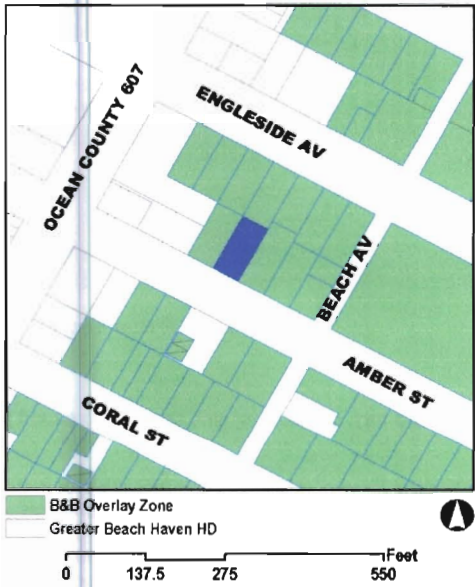 OCEAN COUNTY 607
ENGLESIDE AV
BEACH AV
AMBER ST
CORAL ST
B&B Overlay Zone
Greater Beach Haven HD
Feet
0 137.5 275 550